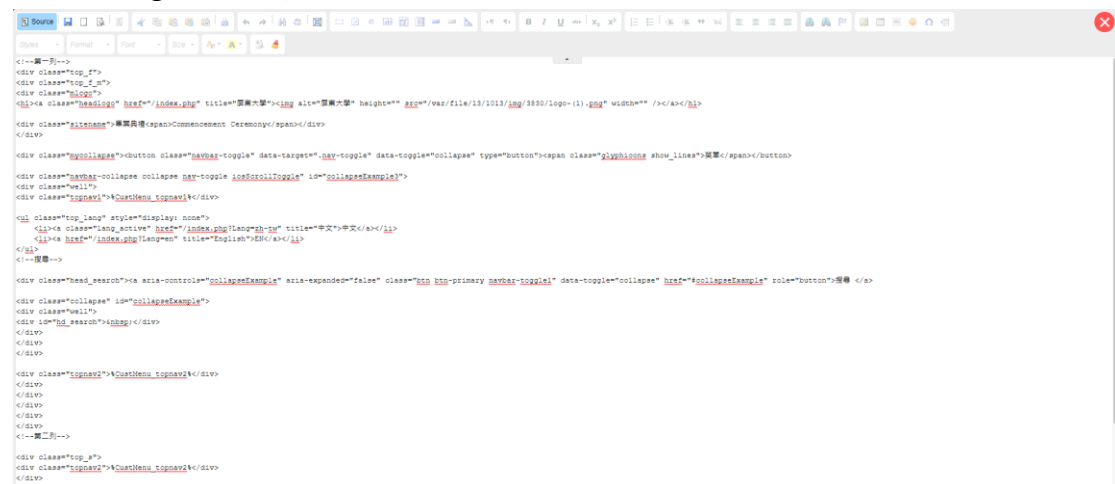 Source
Styles Format Font Size
<!--第一列-->
<div class="top_f">
<div class="top_f_m">
<div class="mlogo">
<h1><a class="headlogo" href="/index.php" title="屏東大學"><img alt="屏東大學" height="" src="/var/file/13/1013/img/3830/logo-(1).png" width="" /></a></h1>
<div class="sitename">畢業典禮<span>Commencement Ceremony</span></div>
</div>
<div class="mycollapse"><button class="navbar-toggle" data-target=".nav-toggle" data-toggle="collapse" type="button"><span class="glyphicons show_lines">選單</span></button>
<div class="navbar-collapse collapse nav-toggle iosScrollToggle" id="collapseExample3">
<div class="well">
<div class="topnav1">%CustMenu_topnav1%</div>
<ul class="top_lang" style="display: none">
<li><a class="lang_active" href="/index.php?Lang=zh-tw" title="中文">中文</a></li>
<li><a href="/index.php?Lang=en" title="English">EN</a></li>
</ul>
<!--搜尋-->
<div class="head_search"><a aria-controls="collapseExample" aria-expanded="false" class="btn btn-primary navbar-toggle1" data-toggle="collapse" href="#collapseExample" role="button">搜尋 </a>
<div class="collapse" id="collapseExample">
<div class="well">
<div id="hd_search">&nbsp;</div>
</div>
</div>
</div>
<div class="topnav2">%CustMenu_topnav2%</div>
</div>
</div>
</div>
</div>
</div>
<!--第二列-->
<div class="top_s">
<div class="topnav2">%CustMenu_topnav2%</div>
</div>